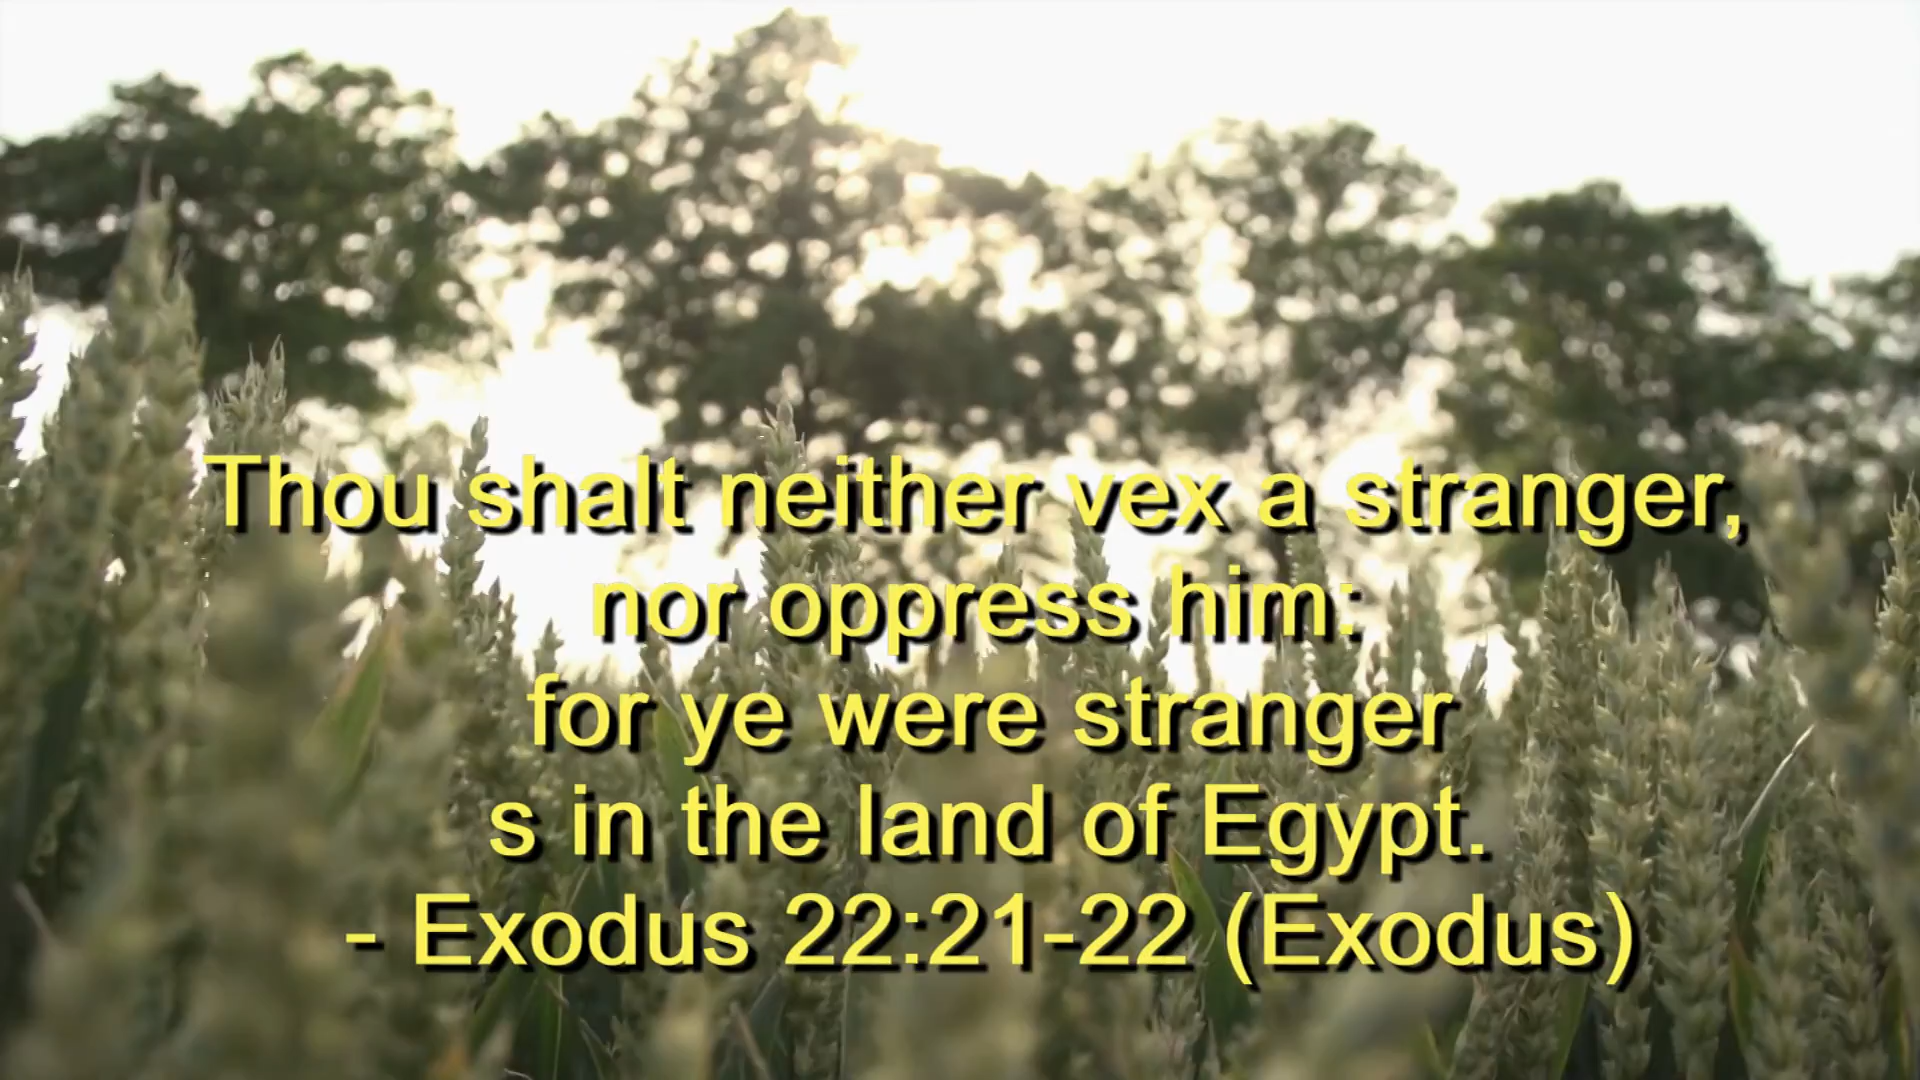 Thou shalt neither vex a stranger,
nor oppress him:
for ye were stranger
s in the land of Egypt.
- Exodus 22:21-22 (Exodus)